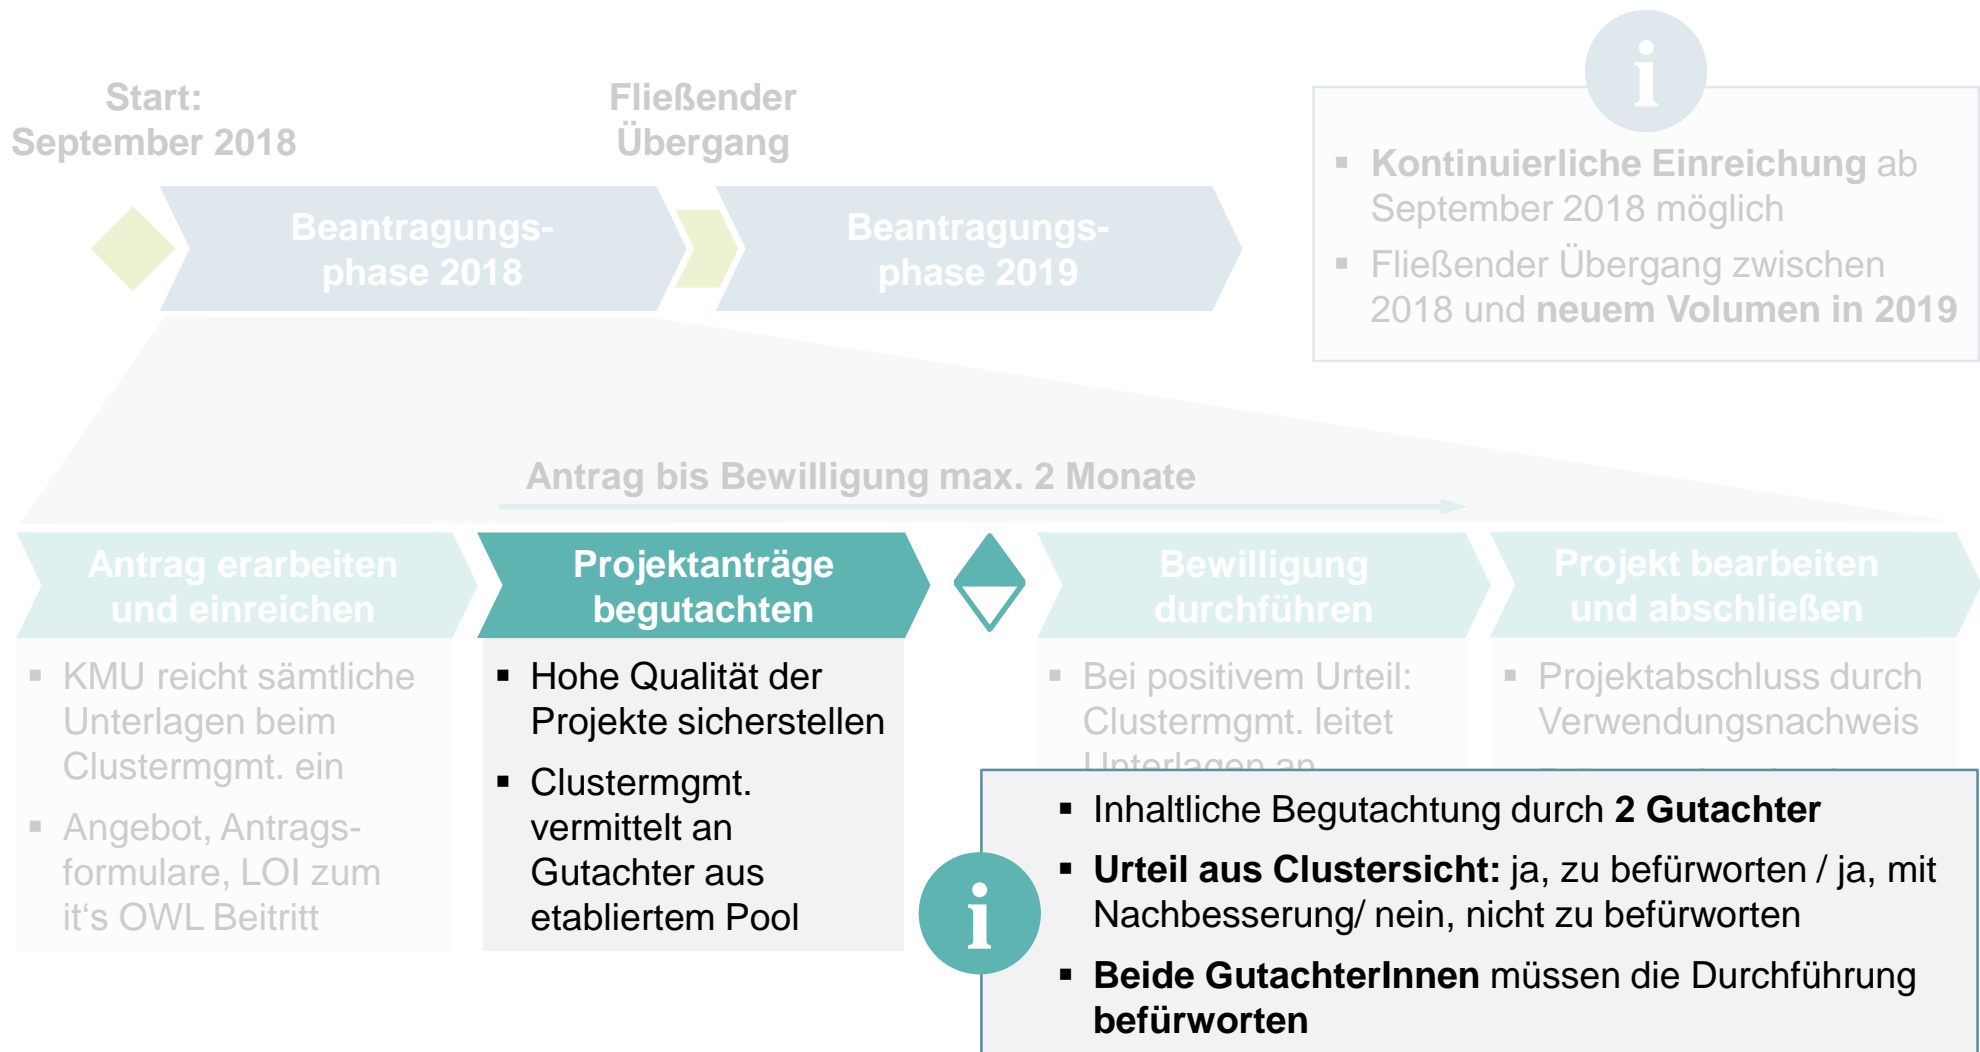 Start:
September 2018
Fließender
Übergang
Beantragungs-
phase 2018
Beantragungs-
phase 2019
i
▪ Kontinuierliche Einreichung ab
September 2018 möglich
▪ Fließender Übergang zwischen
2018 und neuem Volumen in 2019
Antrag bis Bewilligung max. 2 Monate
Antrag erarbeiten
und einreichen
▪ KMU reicht sämtliche
Unterlagen beim
Clustermgmt. ein
▪ Angebot, Antrags-
formulare, LOI zum
it‘s OWL Beitritt
Projektanträge
begutachten
▪ Hohe Qualität der
Projekte sicherstellen
▪ Clustermgmt.
vermittelt an
Gutachter aus
etabliertem Pool
Bewilligung
durchführen
▪ Bei positivem Urteil:
Clustermgmt. leitet
Unterlagen an
Projekt bearbeiten
und abschließen
▪ Projektabschluss durch
Verwendungsnachweis
i
▪ Inhaltliche Begutachtung durch 2 Gutachter
▪ Urteil aus Clustersicht: ja, zu befürworten / ja, mit
Nachbesserung/ nein, nicht zu befürworten
▪ Beide GutachterInnen müssen die Durchführung
befürworten